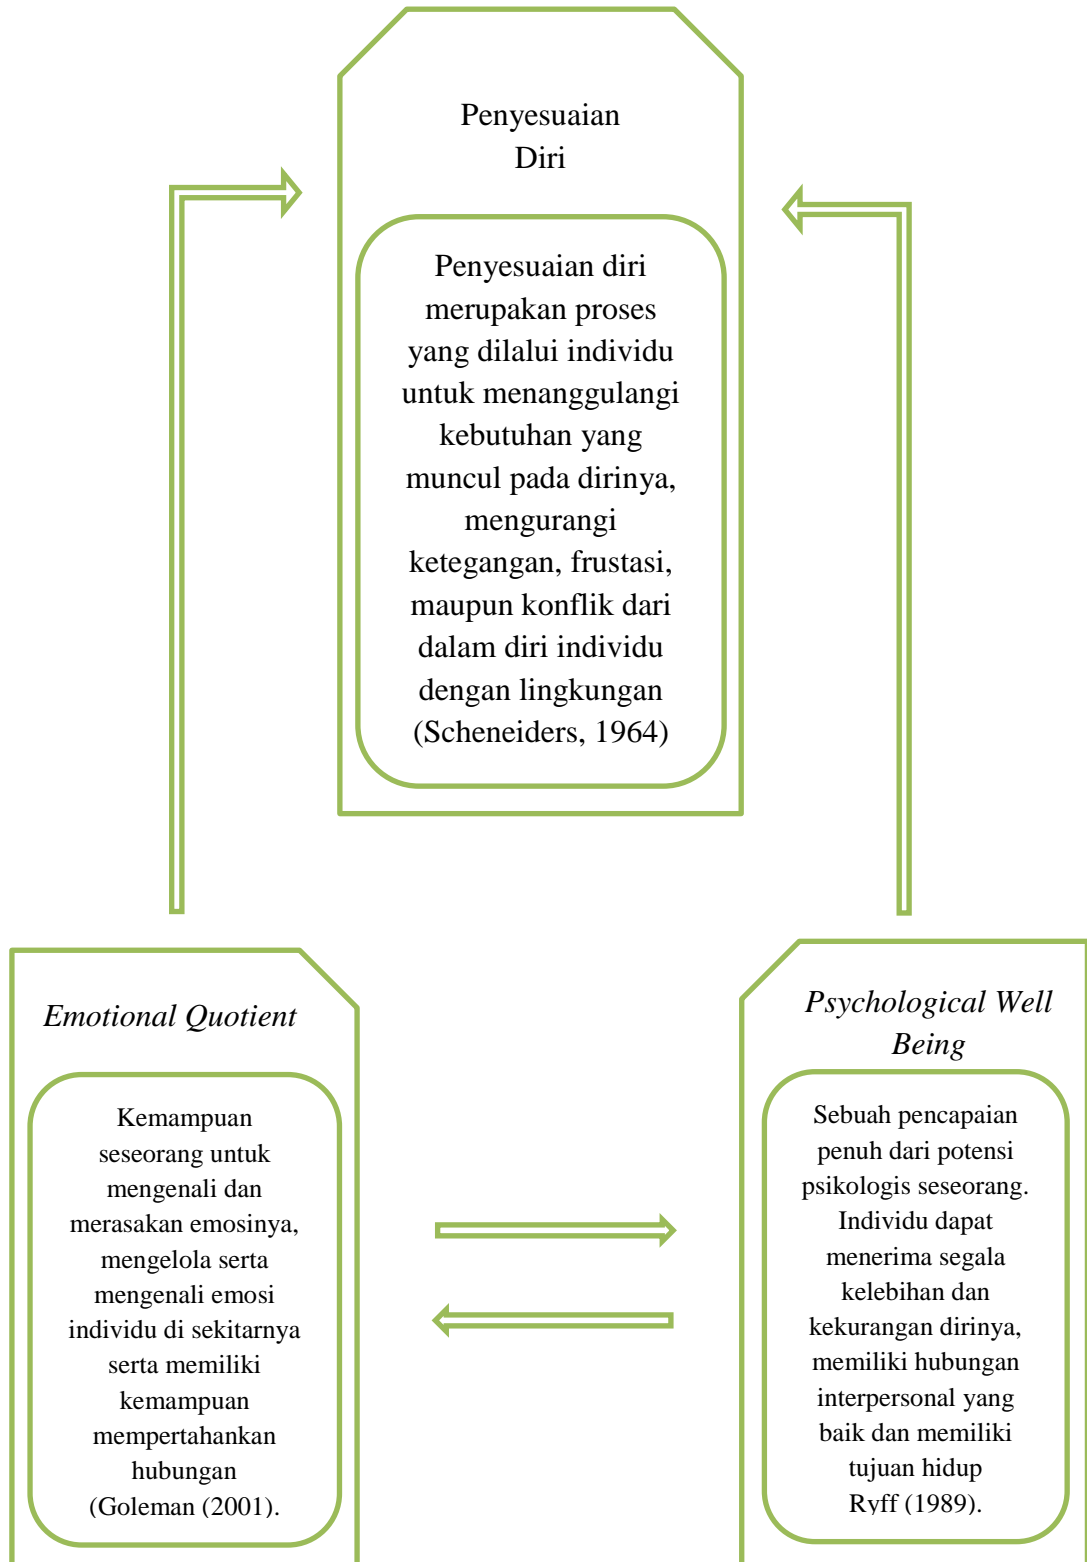 Penyesuaian
Diri
Penyesuaian diri
merupakan proses
yang dilalui individu
untuk menanggulangi
kebutuhan yang
muncul pada dirinya,
mengurangi
ketegangan, frustasi,
maupun konflik dari
dalam diri individu
dengan lingkungan
(Scheneiders, 1964)
Emotional Quotient
Kemampuan
seseorang untuk
mengenali dan
merasakan emosinya,
mengelola serta
mengenali emosi
individu di sekitarnya
serta memiliki
kemampuan
mempertahankan
hubungan
(Goleman (2001).
Psychological Well
Being
Sebuah pencapaian
penuh dari potensi
psikologis seseorang.
Individu dapat
menerima segala
kelebihan dan
kekurangan dirinya,
memiliki hubungan
interpersonal yang
baik dan memiliki
tujuan hidup
Ryff (1989).